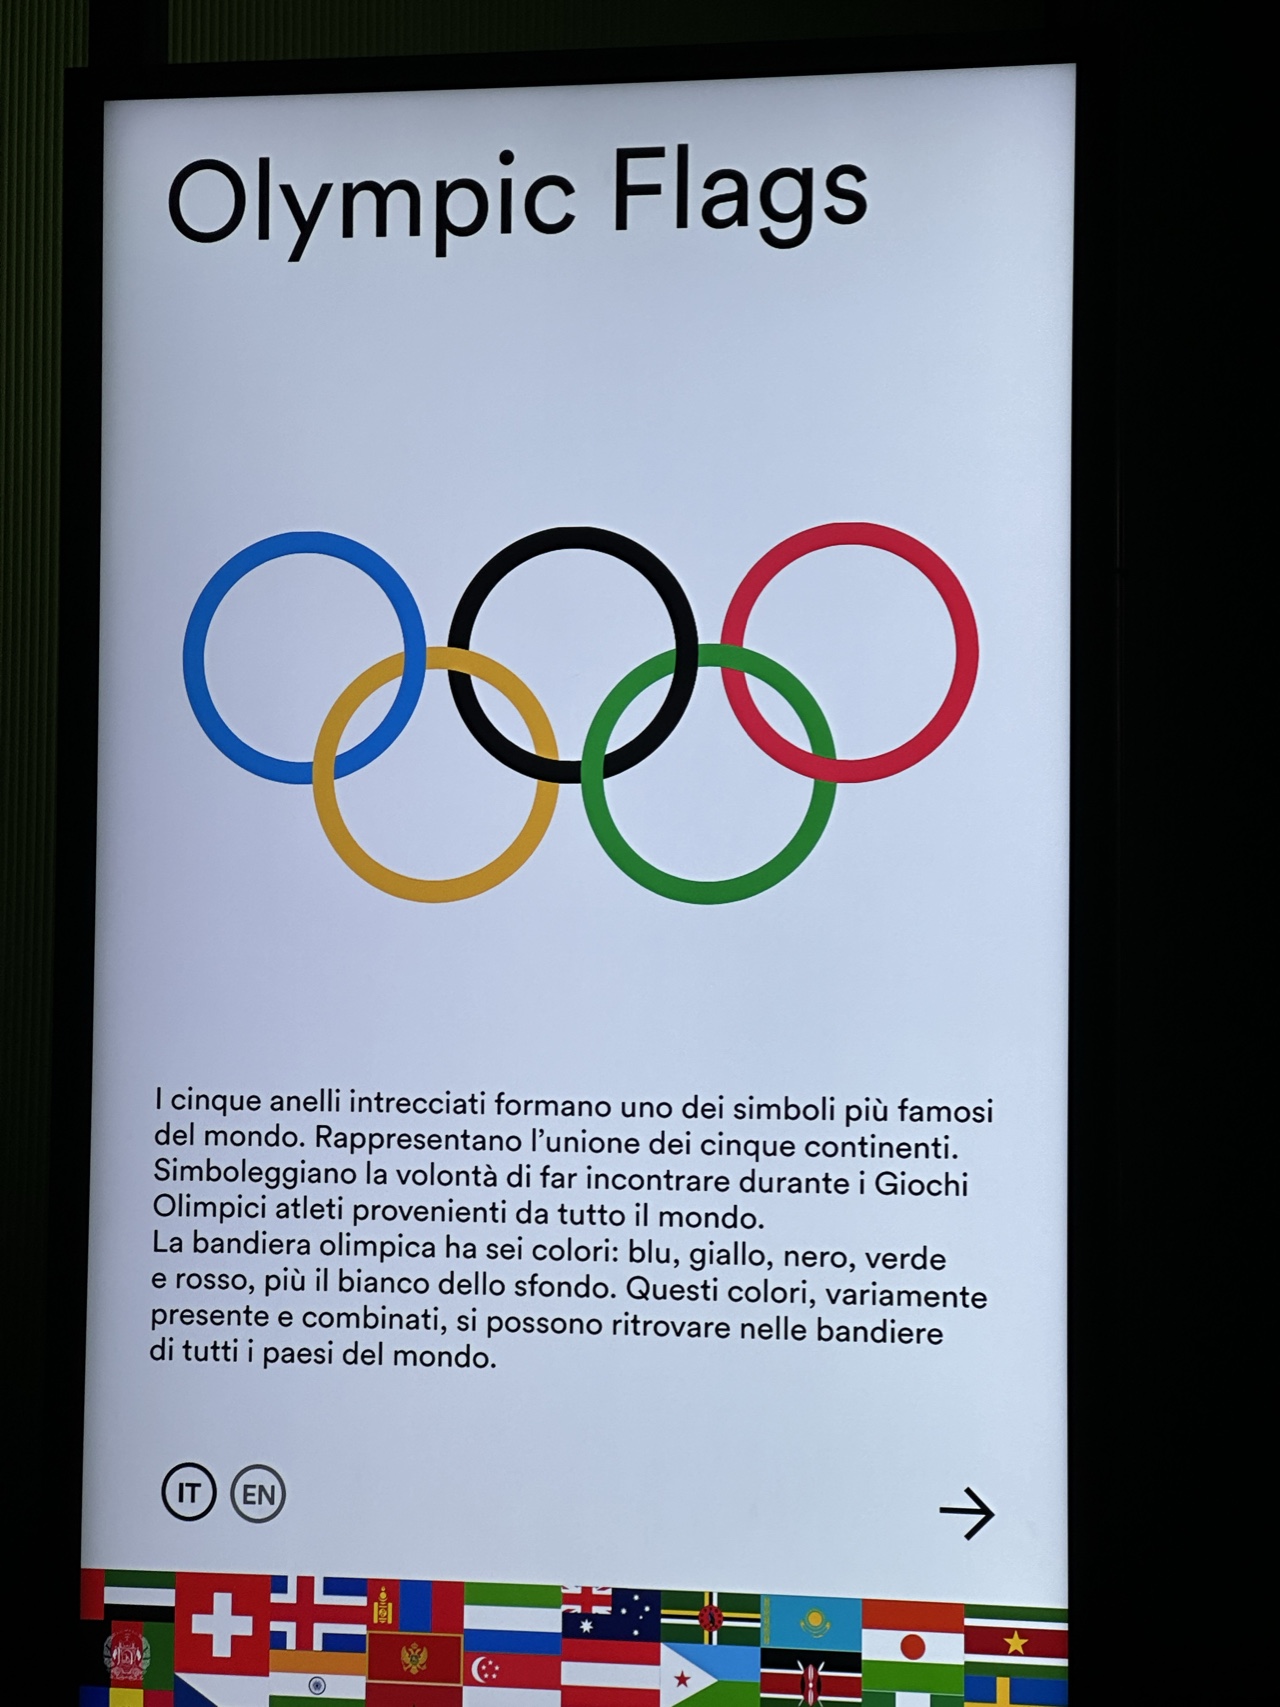 Olympic Flags
I cinque anelli intrecciati formano uno dei simboli più famosi
del mondo. Rappresentano l’unione dei cinque continenti.
Simboleggiano la volontà di far incontrare durante i Giochi
Olimpici atleti provenienti da tutto il mondo.
La bandiera olimpica ha sei colori: blu, giallo, nero, verde
e rosso, più il bianco dello sfondo. Questi colori, variamente
presente e combinati, si possono ritrovare nelle bandiere
di tutti i paesi del mondo.
IT EN